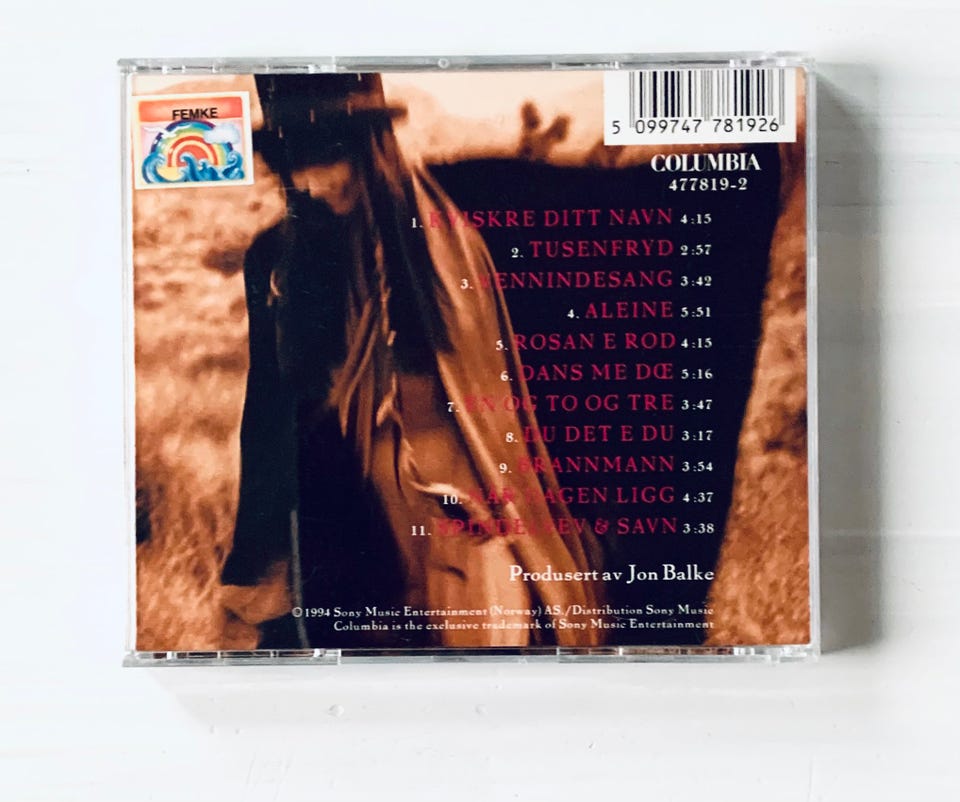 FEMKE
5 099747 781926
COLUMBIA
477819-2
1. KVISKRE DITT NAVN 4:15
2. TUSENFRYD 2:57
3. VENNINDESANG 3:42
4. ALEINE 5:51
5. ROSAN E ROD 4:15
6. DANS ME DŒ 5:16
7. EN OG TO OG TRE 3:47
8. DU DET E DU 3:17
9. BRANNMANN 3:54
10. NÅR DAGEN LIGG 4:37
11. SPINDELVEV & SAVN 3:38
Produsert av Jon Balke
©1994 Sony Music Entertainment (Norway) AS./Distribution Sony Music
Columbia is the exclusive trademark of Sony Music Entertainment